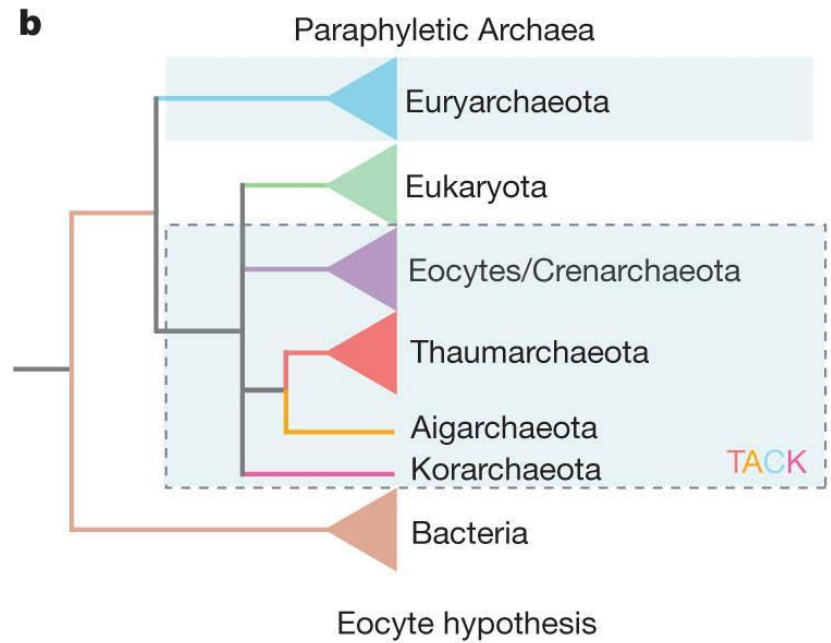 b
Paraphyletic Archaea
Euryarchaeota
Eukaryota
Eocytes/Crenarchaeota
Thaumarchaeota
Aigarchaeota
Korarchaeota
TACK
Bacteria
Eocyte hypothesis